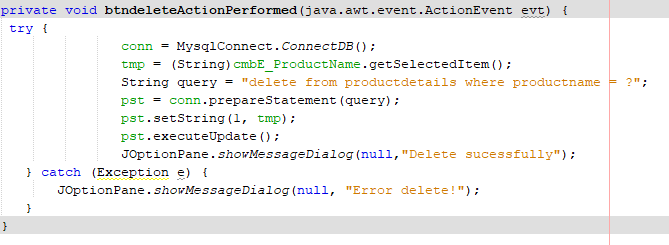 private void btndeleteActionPerformed(java.awt.event.ActionEvent evt) {
try {
conn = MysqlConnect.ConnectDB();
tmp = (String)cmbE_ProductName.getSelectedItem();
String query = "delete from productdetails where productname = ?";
pst = conn.prepareStatement(query);
pst.setString(1, tmp);
pst.executeUpdate();
JOptionPane.showMessageDialog(null,"Delete sucessfully");
} catch (Exception e) {
JOptionPane.showMessageDialog(null, "Error delete!");
}
}